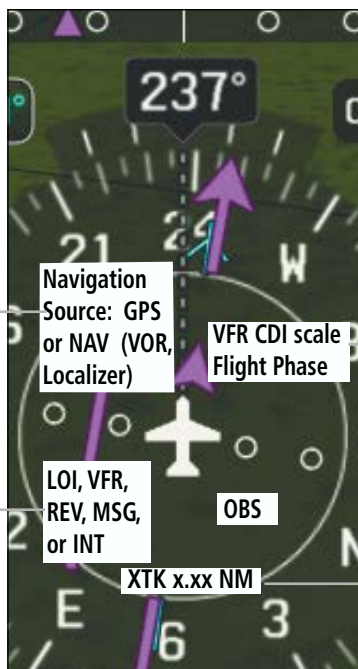 237°
24
21
W
Navigation
Source: GPS
or NAV (VOR,
Localizer)
VFR CDI scale
Flight Phase
LOI, VFR,
REV, MSG,
or INT
OBS
XTK x.xx NM
E
6
3
N